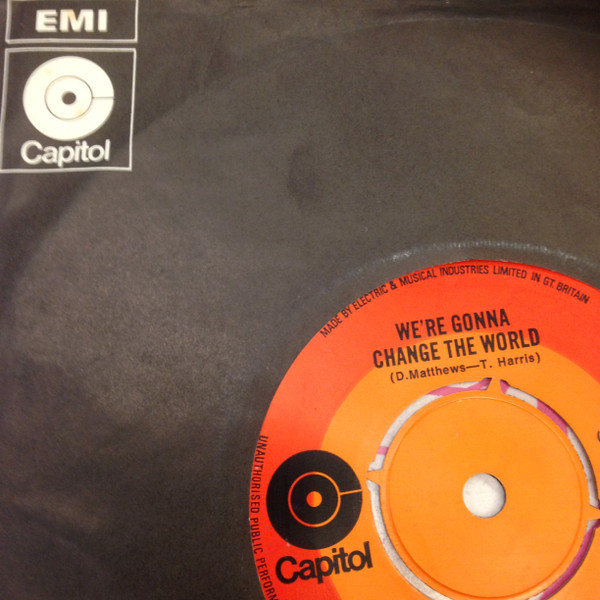 EMI
Capitol
MADE BY ELECTRIC & MUSICAL INDUSTRIES LIMITED IN GT. BRITAIN
WE'RE GONNA
CHANGE THE WORLD
(D.Matthews—T. Harris)
UNAUTHORISED PUBLIC PERFORM
Capitol